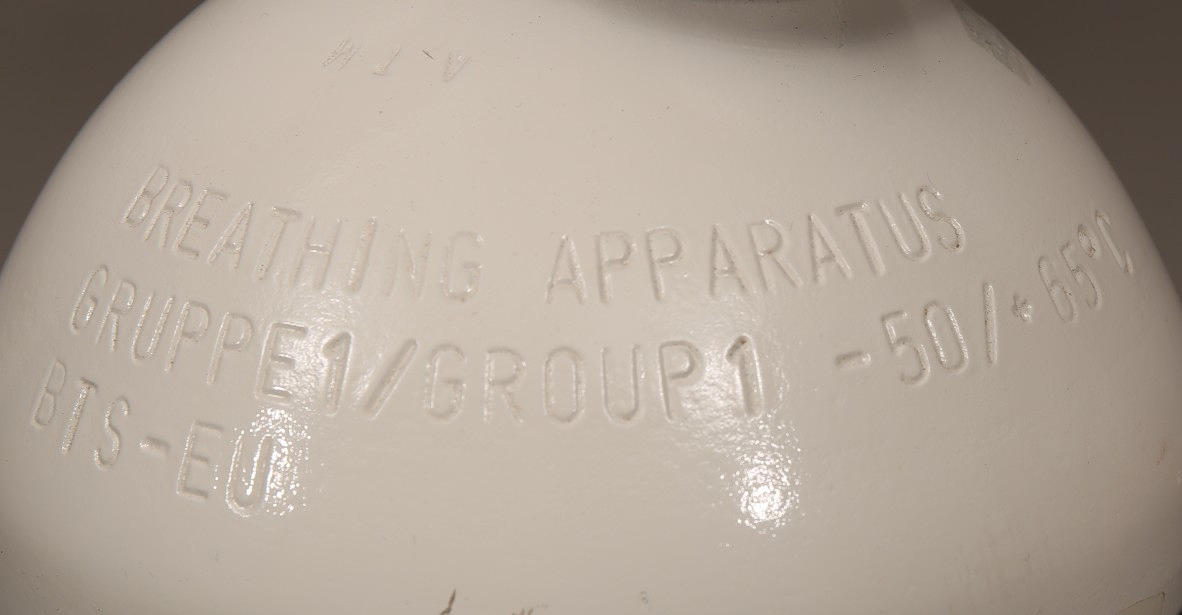 BREATHING APPARATUS
GRUPPE1/GROUP1 -50/+65°C
BTS-EU